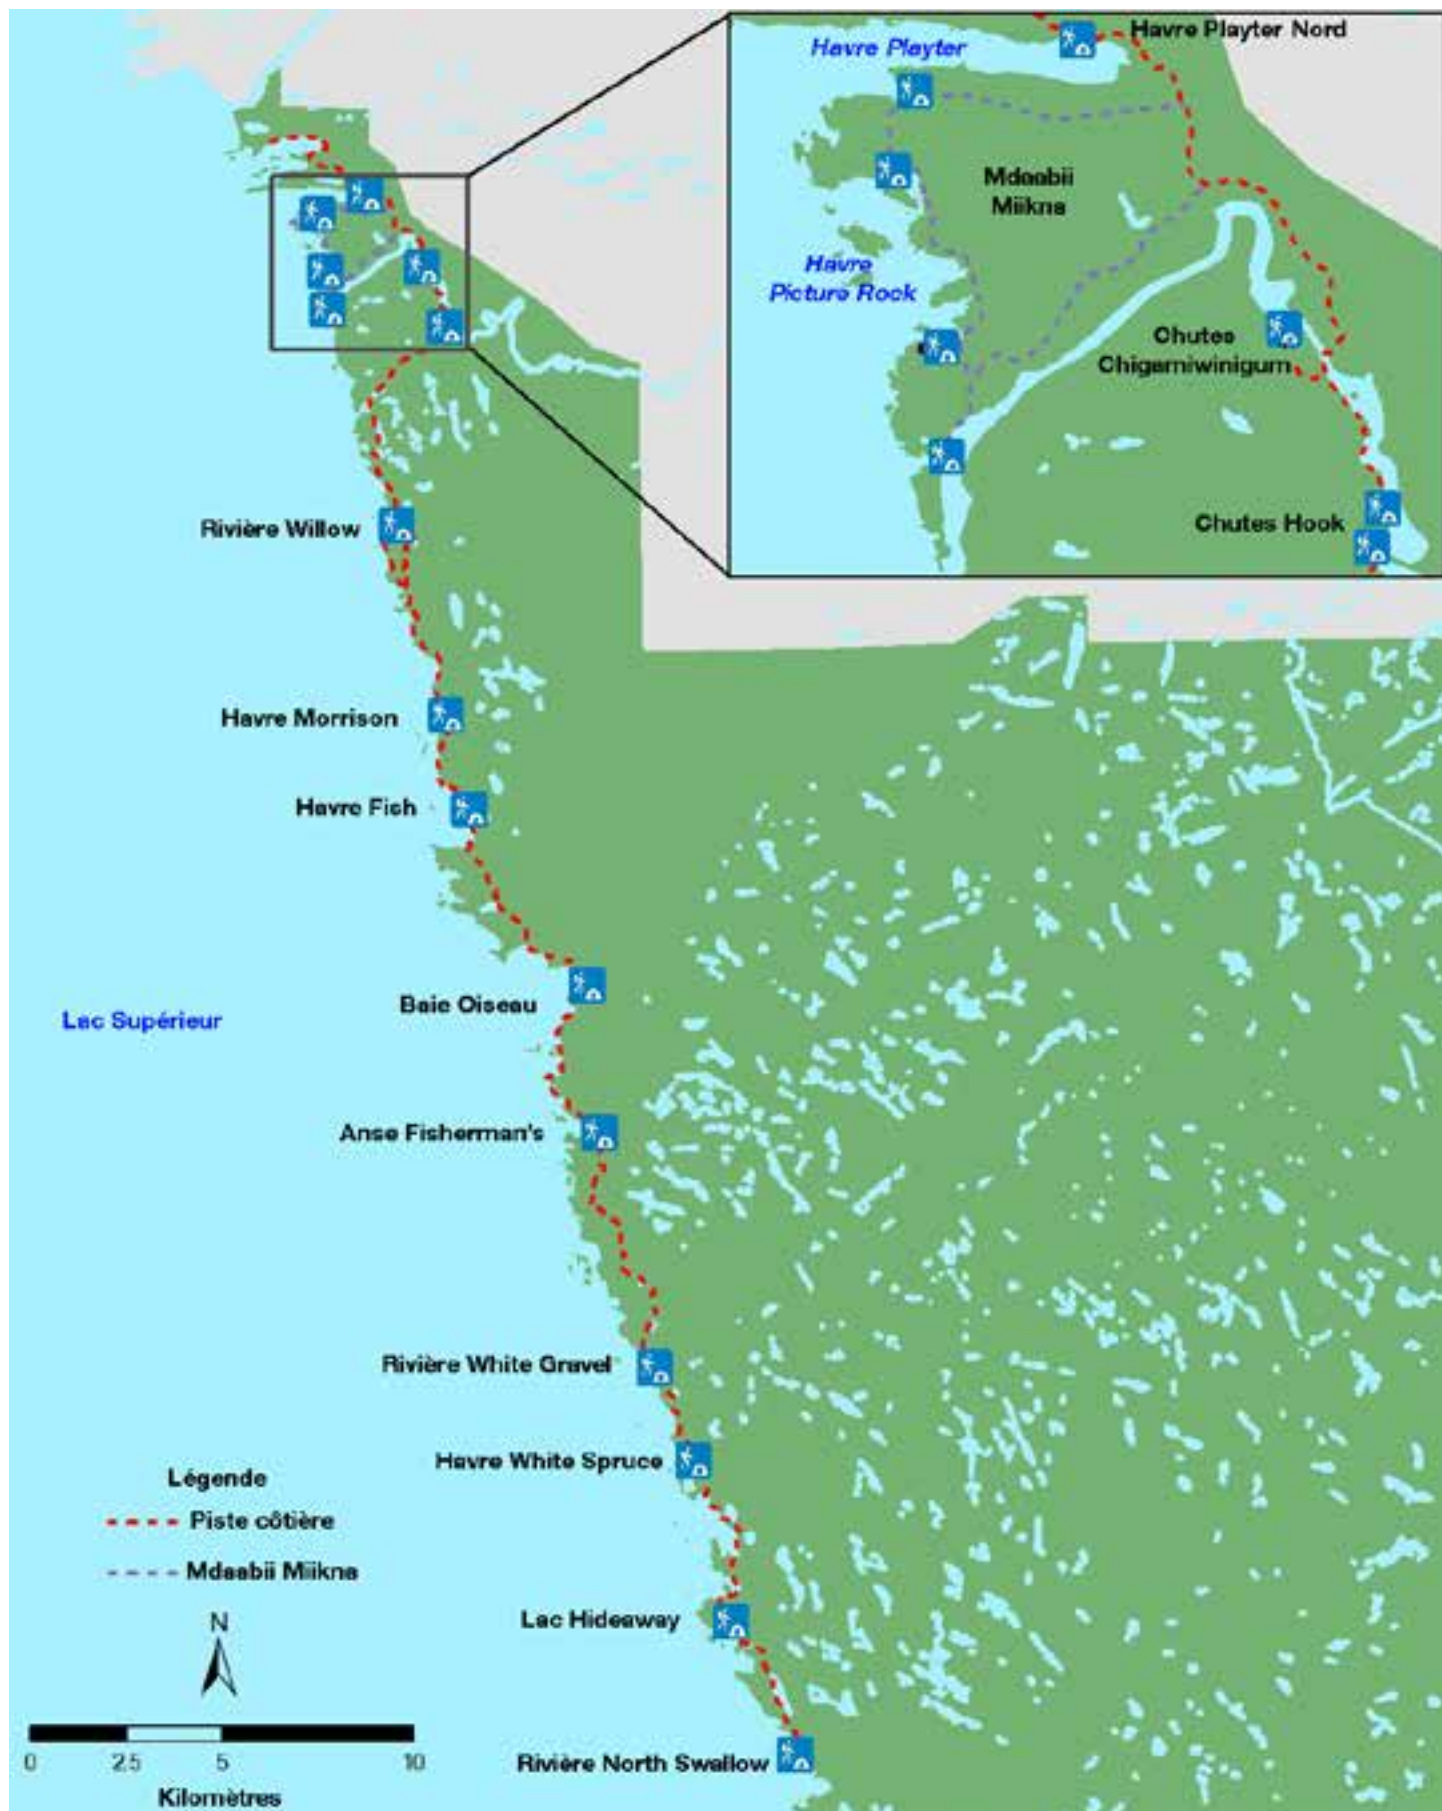 Havre Playter Nord
Havre Playter
Mdaabii
Miikna
Havre
Picture Rock
Chutes
Chigamiwinigum
Chutes Hook
Rivière Willow
Havre Morrison
Havre Fish
Baie Oiseau
Lac Supérieur
Anse Fisherman's
Rivière White Gravel
Havre White Spruce
Légende
Piste côtière
Mdaabii Miikna
N
Lac Hideaway
0 2.5 5 10
Kilomètres
Rivière North Swallow